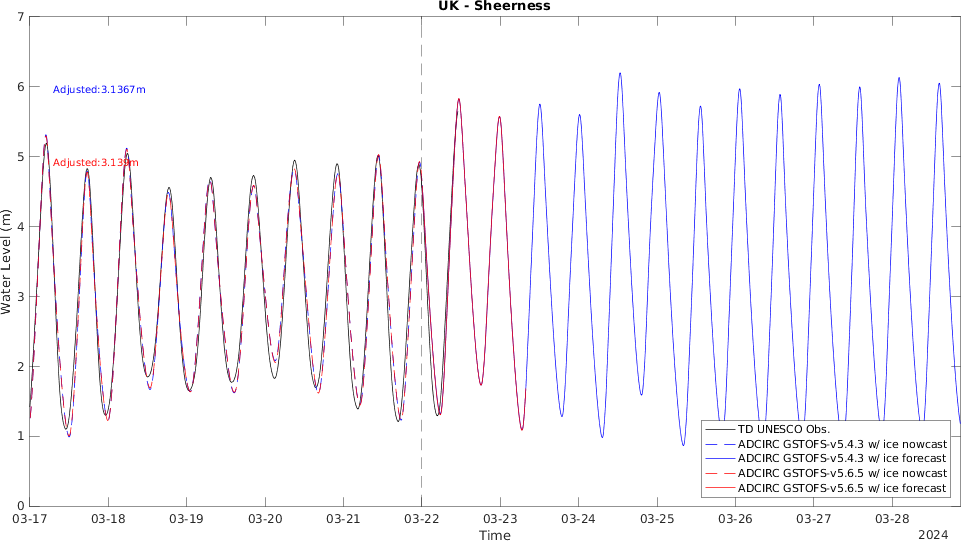 UK - Sheerness
7
6
5
4
3
2
1
0
Water Level (m)
Adjusted:3.1367m
Adjusted:3.139m
TD UNESCO Obs.
ADCIRC GSTOFS-v5.4.3 w/ ice nowcast
ADCIRC GSTOFS-v5.4.3 w/ ice forecast
ADCIRC GSTOFS-v5.6.5 w/ ice nowcast
ADCIRC GSTOFS-v5.6.5 w/ ice forecast
03-17 03-18 03-19 03-20 03-21 03-22 03-23 03-24 03-25 03-26 03-27 03-28
Time
2024